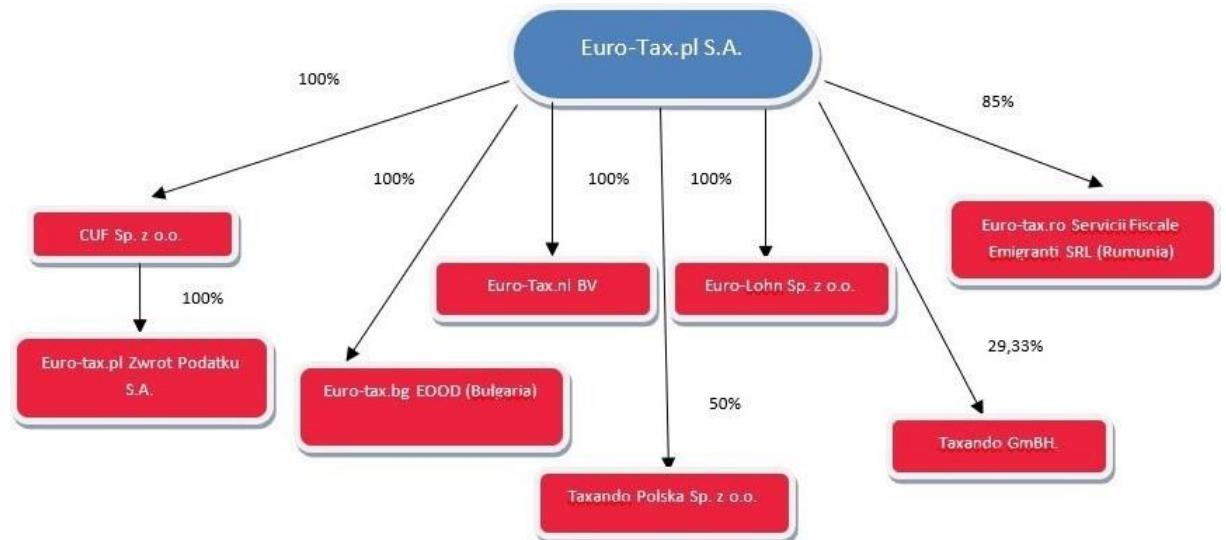 Euro-Tax.pl S.A.
100%
85%
100%
100%
100%
CUF Sp. z o.o.
Euro-tax.ro Servicii Fiscale
Emigranti SRL (Rumunia)
Euro-Tax.nl BV
Euro-Lohn Sp. z o.o.
100%
29,33%
Euro-tax.pl Zwrot Podatku
S.A.
Euro-tax.bg EOOD (Bułgaria)
50%
Taxando GmBH.
Taxando Polska Sp. z o.o.